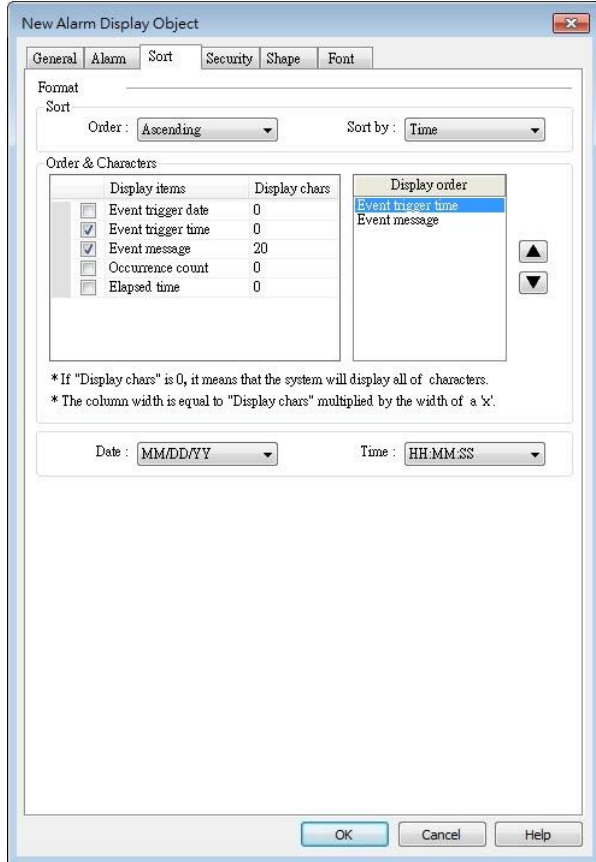 New Alarm Display Object
General Alarm Sort Security Shape Font
Format
Sort
Order : Ascending Sort by : Time
Order & Characters
Display items Display chars Display order
Event trigger date 0 Event trigger time
Event trigger time 0 Event message
Event message 20
Occurrence count 0
Elapsed time 0
* If "Display chars" is 0, it means that the system will display all of characters.
* The column width is equal to "Display chars" multiplied by the width of a 'x'.
Date : MM/DD/YY Time : HH:MM:SS
OK Cancel Help